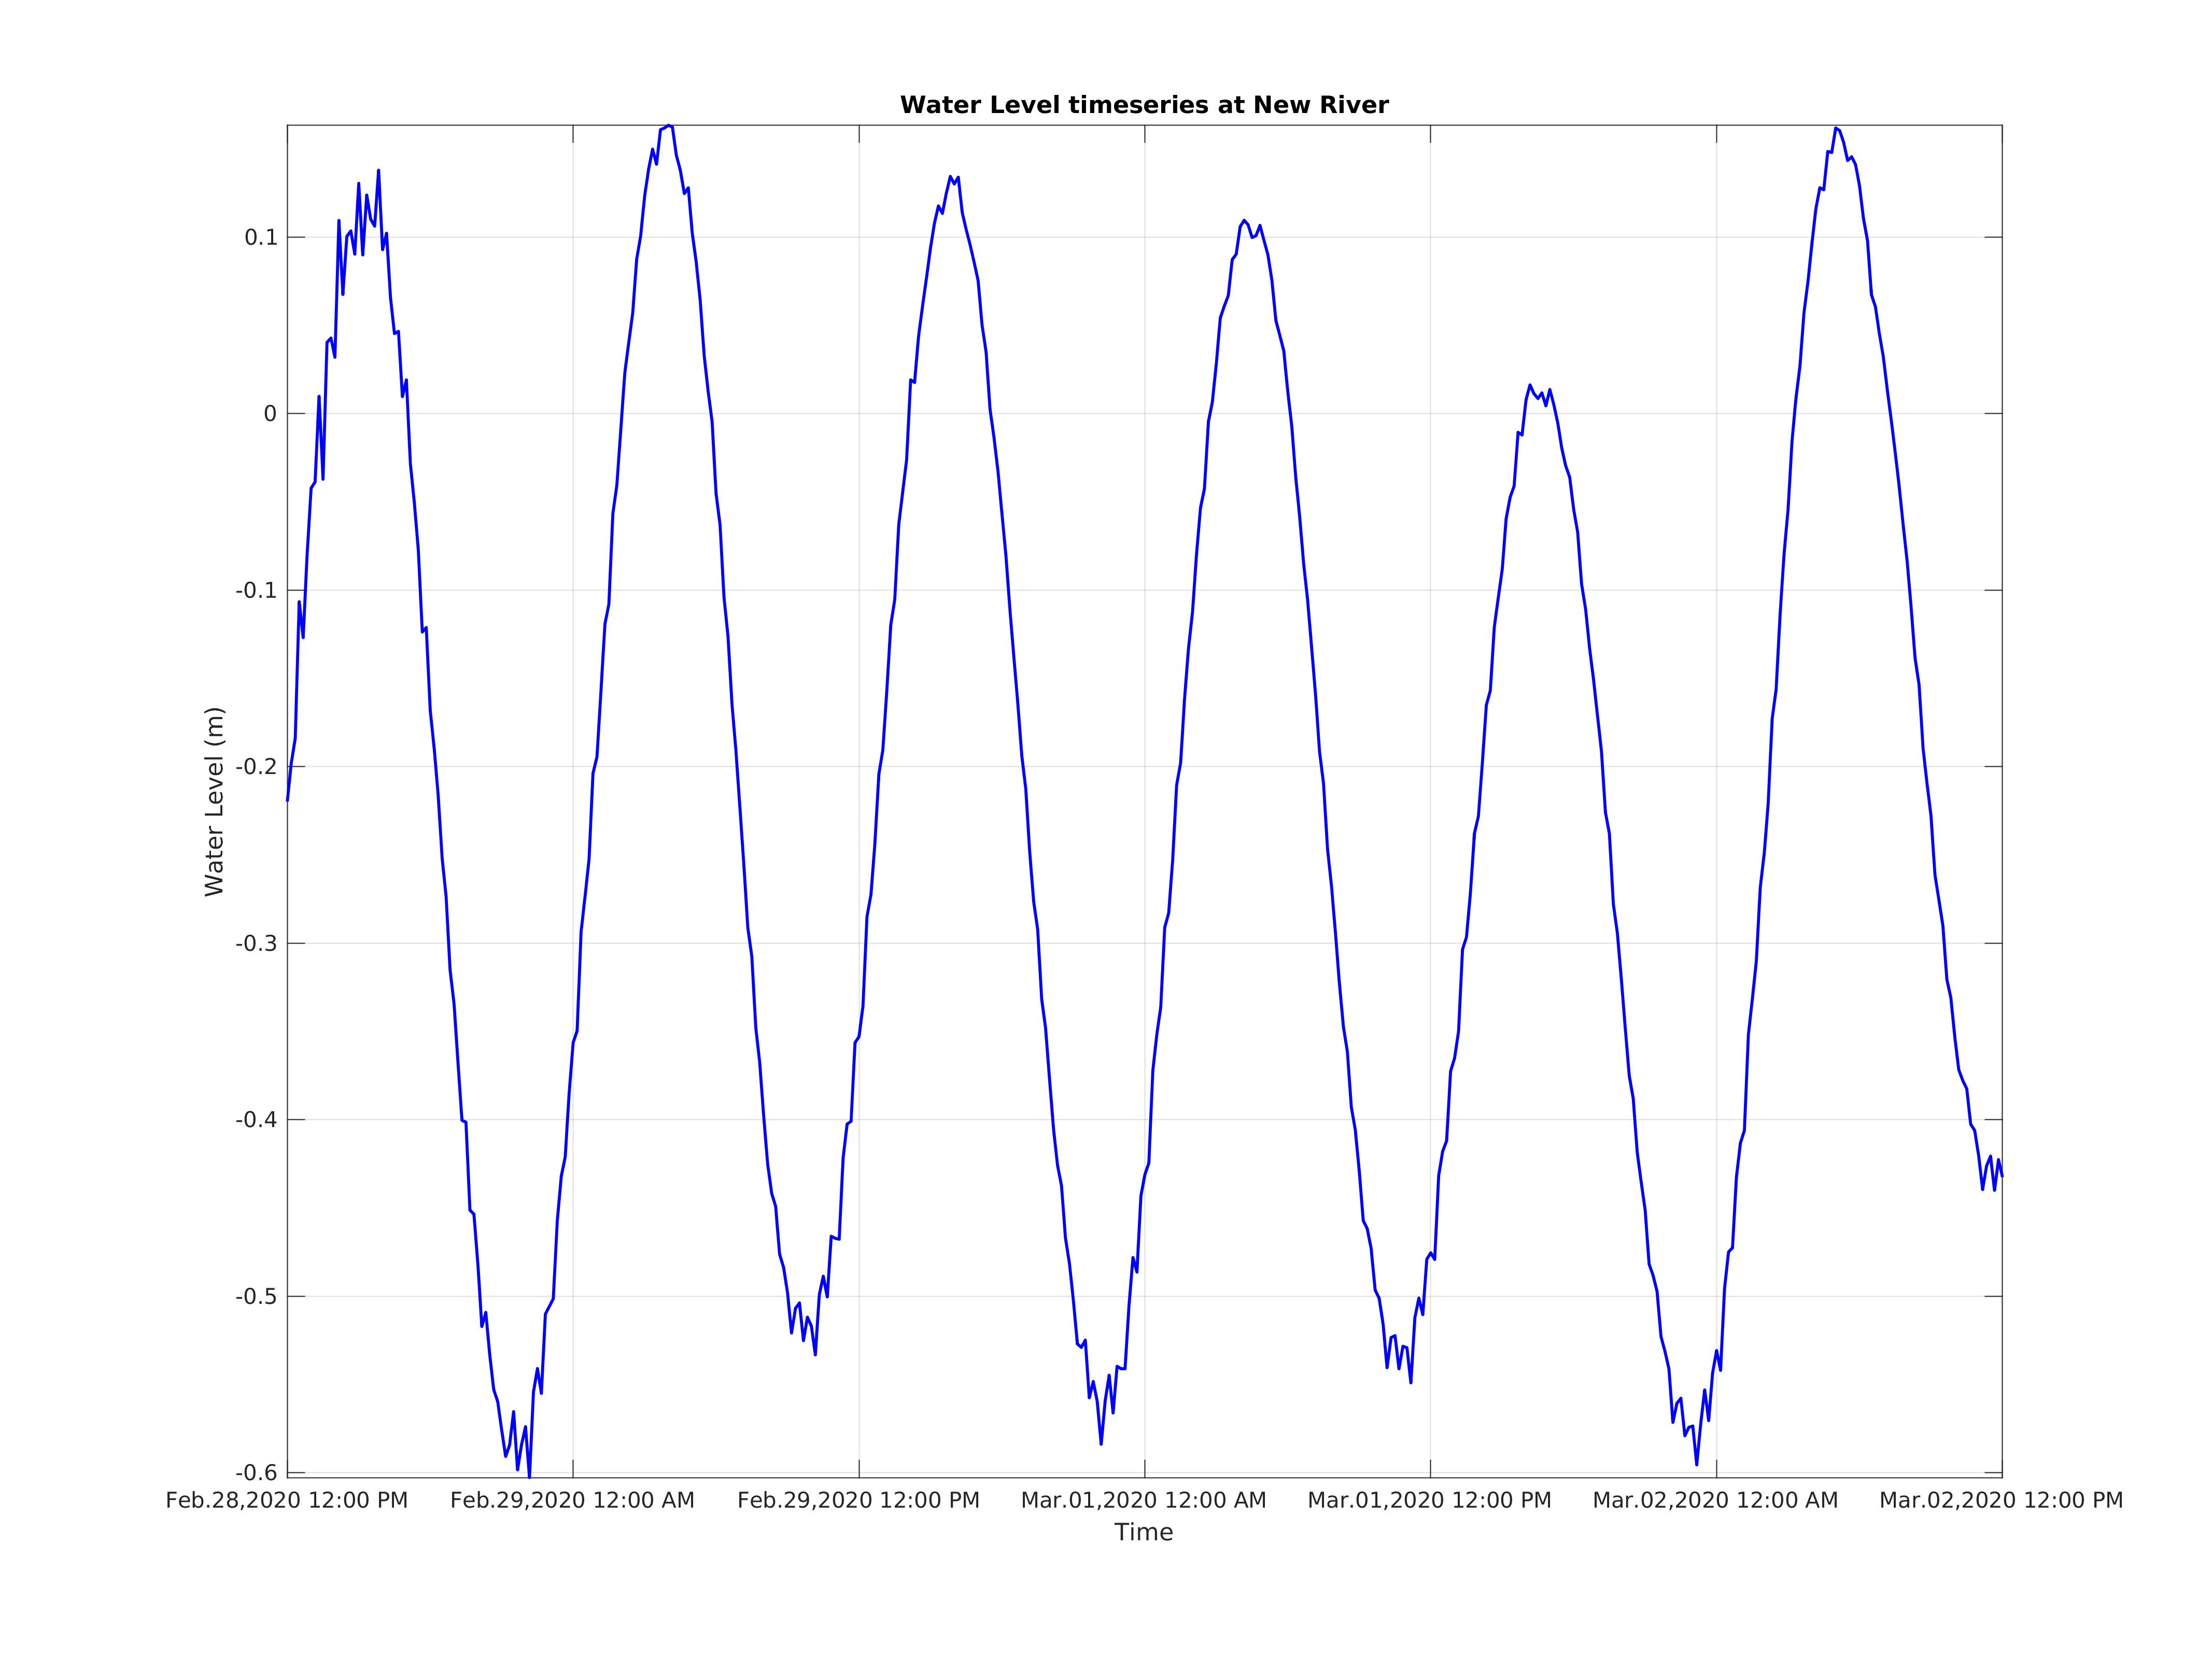 Water Level timeseries at New River
0.1
0
-0.1
-0.2
-0.3
-0.4
-0.5
-0.6
Water Level (m)
Feb.28,2020 12:00 PM Feb.29,2020 12:00 AM Feb.29,2020 12:00 PM Mar.01,2020 12:00 AM Mar.01,2020 12:00 PM Mar.02,2020 12:00 AM Mar.02,2020 12:00 PM
Time